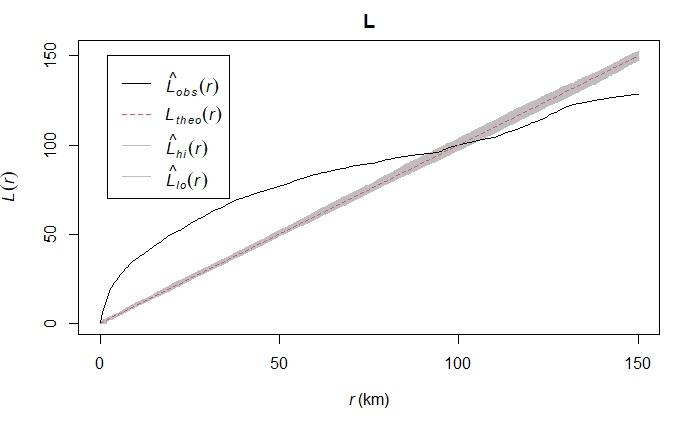 L
150
100
50
0
L(r)
L̂obs(r)
Ltheo(r)
L̂hi(r)
L̂lo(r)
0 50 100 150
r (km)